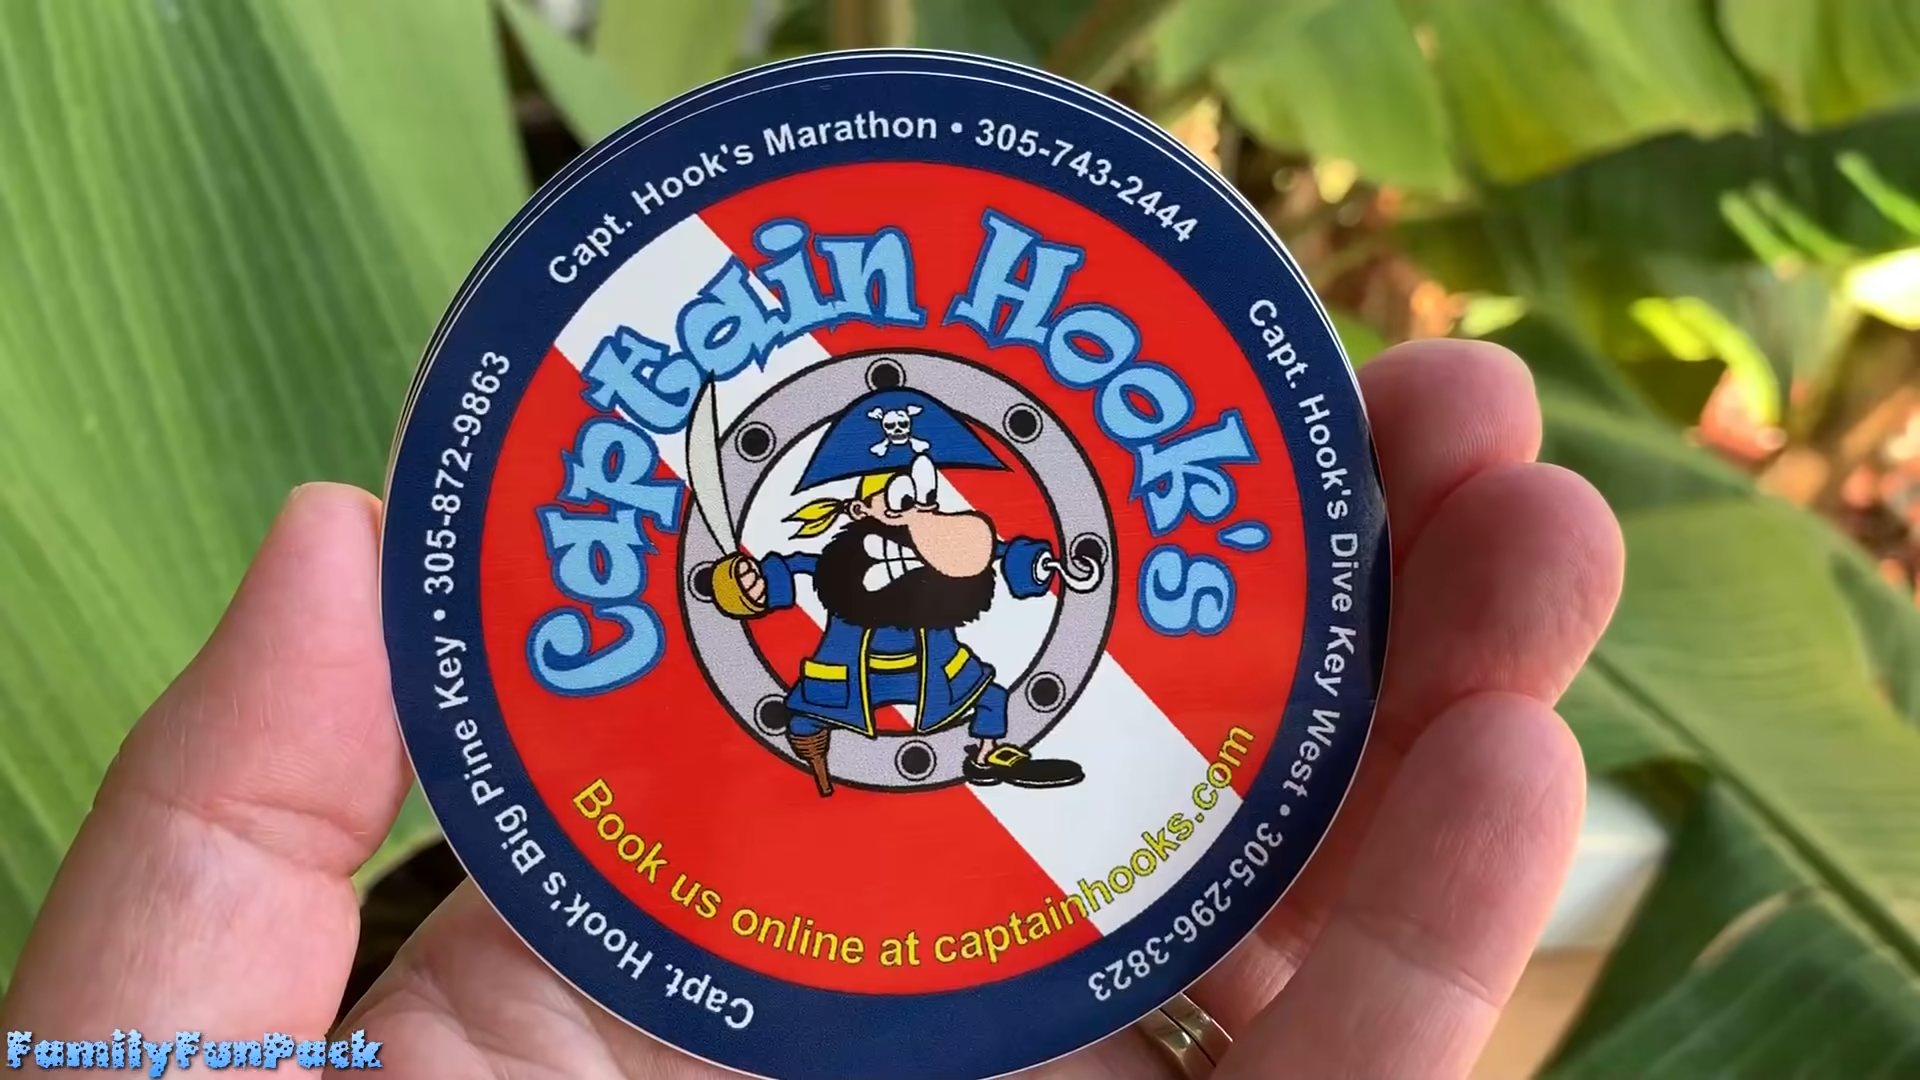 Capt. Hook's Marathon • 305-743-2444
Capt. Hook's Dive Key West • 305-296-3823
Capt. Hook's Big Pine Key • 305-872-9863
Captain Hook's
Book us online at captainhooks.com
FamilyFunPack